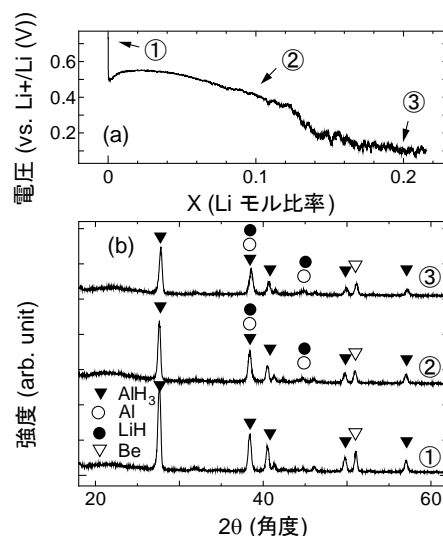 電圧 (vs. Li+/Li (V))
0.6
0.4
0.2
①
②
③
(a)
0
0.1
0.2
X (Li モル比率)
強度 (arb. unit)
(b)
③
②
①
▼ AlH3
○ Al
● LiH
▽ Be
20
40
60
2θ (角度)